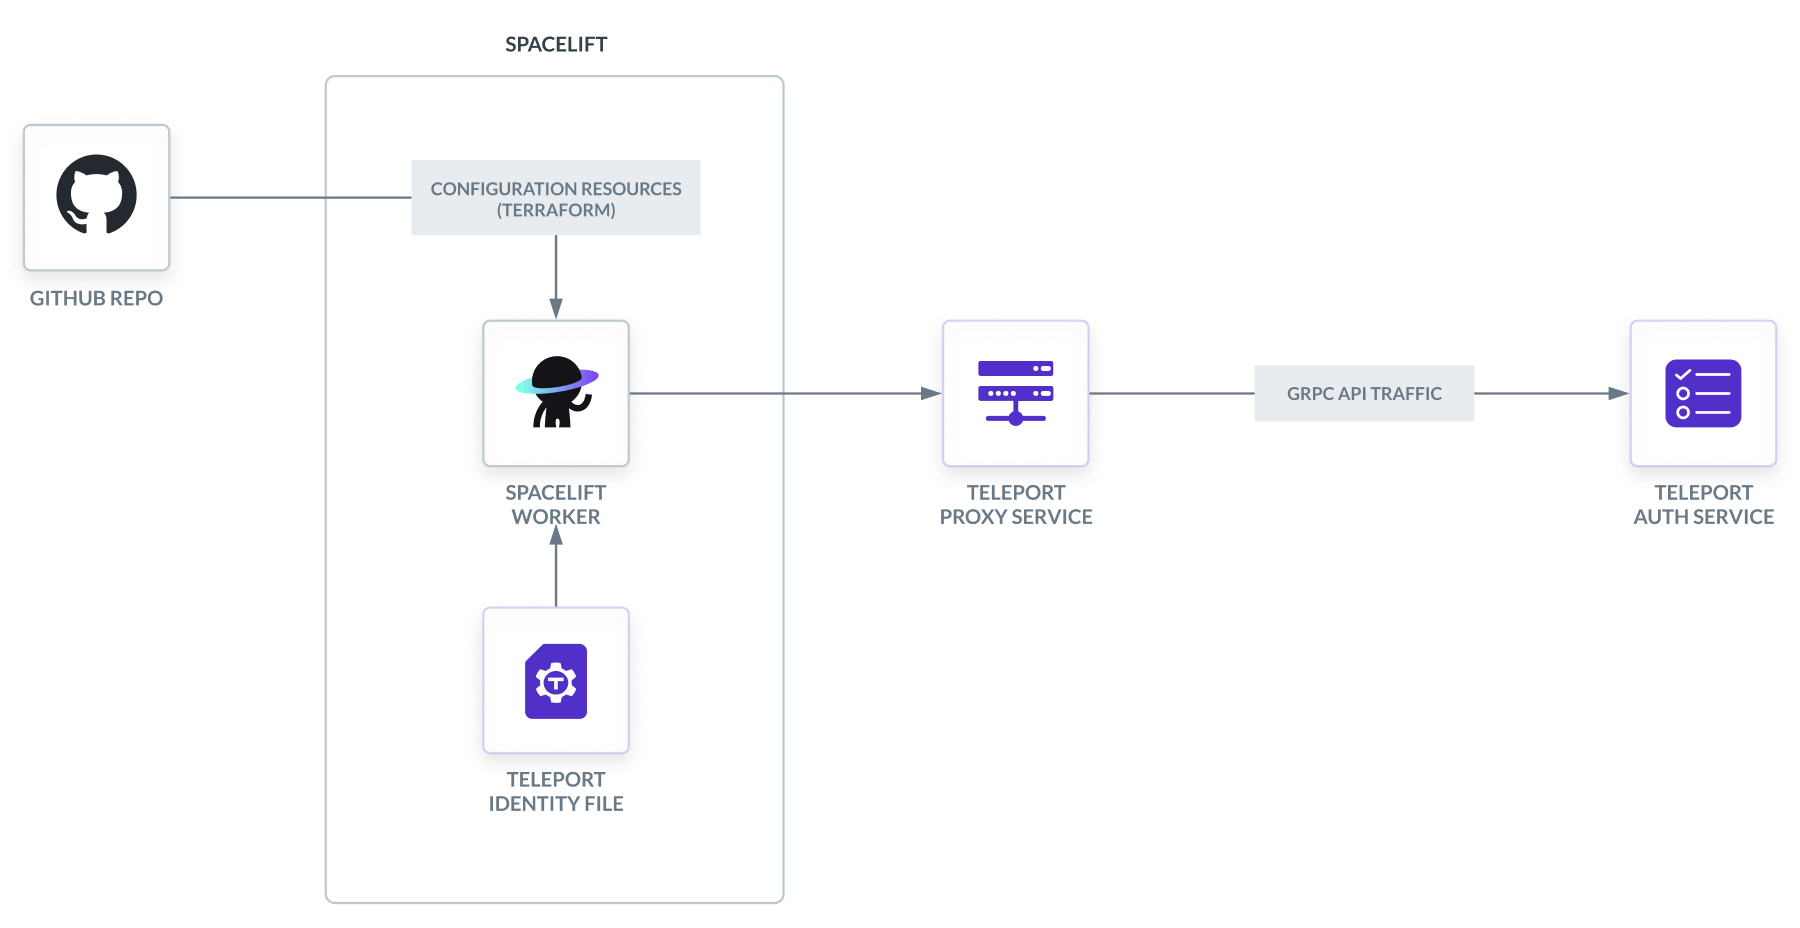 SPACELIFT
GITHUB REPO
CONFIGURATION RESOURCES
(TERRAFORM)
SPACELIFT
WORKER
TELEPORT
IDENTITY FILE
TELEPORT
PROXY SERVICE
GRPC API TRAFFIC
TELEPORT
AUTH SERVICE